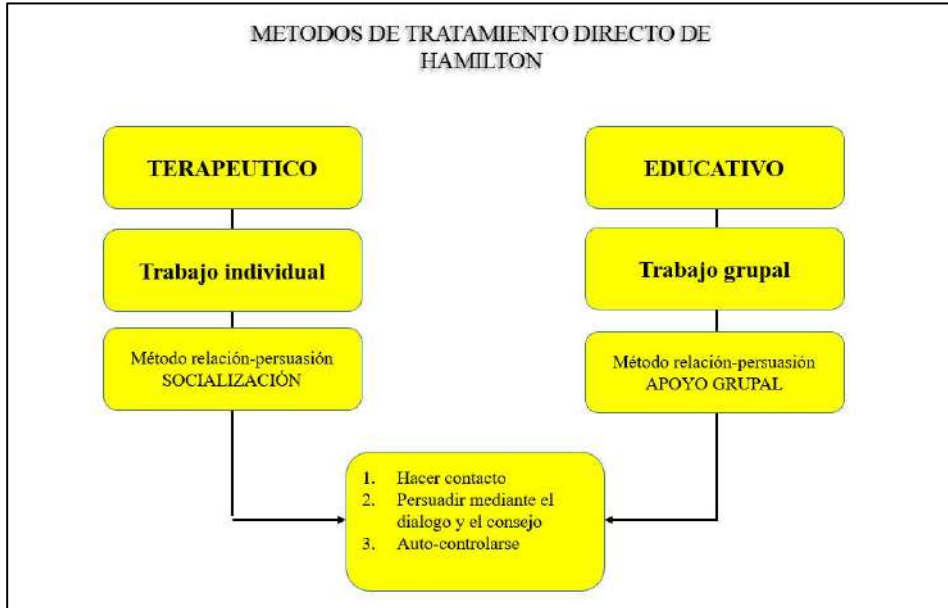 METODOS DE TRATAMIENTO DIRECTO DE
HAMILTON
TERAPEUTICO
Trabajo individual
Método relación-persuasión
SOCIALIZACIÓN
EDUCATIVO
Trabajo grupal
Método relación-persuasión
APOYO GRUPAL
1. Hacer contacto
2. Persuadir mediante el
dialogo y el consejo
3. Auto-controlarse